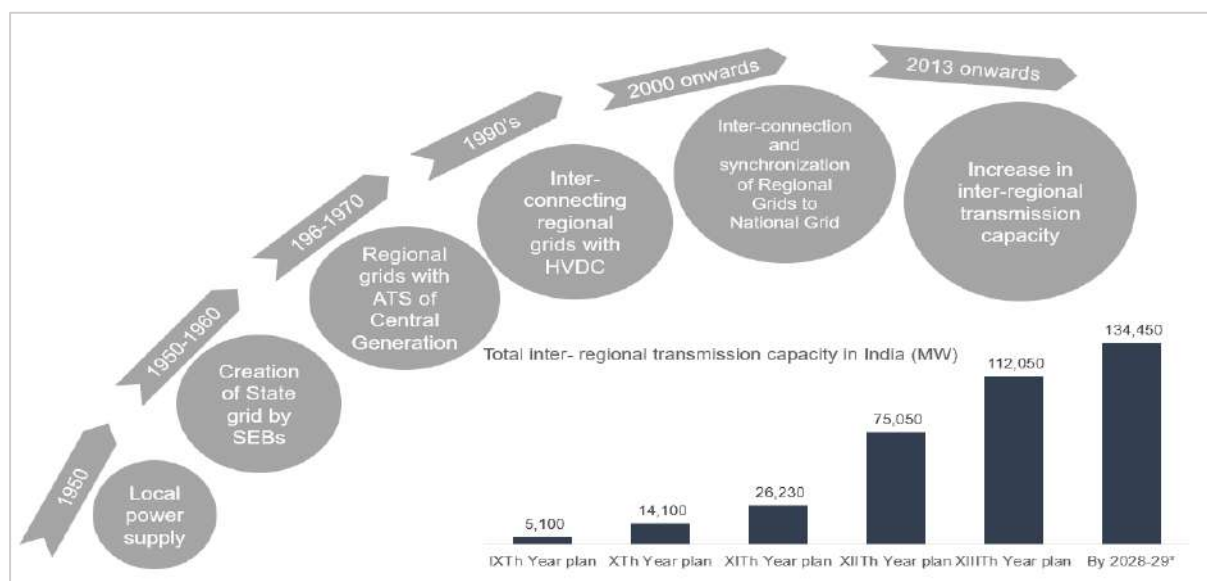 1950
Local
power
supply
1950-1960
Creation
of State
grid by
SEBs
196-1970
Regional
grids with
ATS of
Central
Generation
1990's
Inter-
connecting
regional
grids with
HVDC
2000 onwards
Inter-connection
and
synchronization
of Regional
Grids to
National Grid
2013 onwards
Increase in
inter-regional
transmission
capacity
Total inter- regional transmission capacity in India (MW)
5,100
14,100
26,230
75,050
112,050
134,450
IXTh Year plan XTh Year plan XITh Year plan XIITh Year plan XIIITh Year plan By 2028-29*